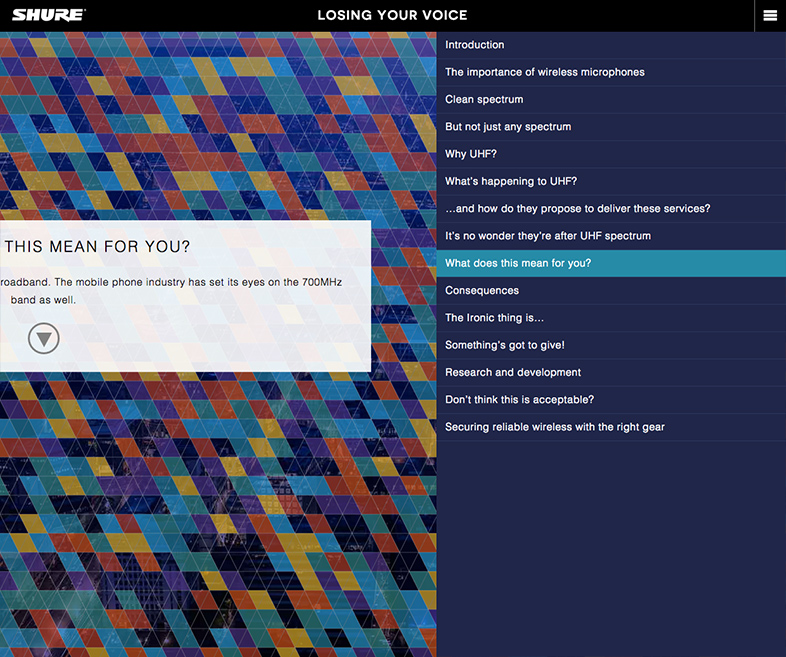 SHURE
LOSING YOUR VOICE
THIS MEAN FOR YOU?
roadband. The mobile phone industry has set its eyes on the 700MHz
band as well.
Introduction
The importance of wireless microphones
Clean spectrum
But not just any spectrum
Why UHF?
What's happening to UHF?
...and how do they propose to deliver these services?
It's no wonder they're after UHF spectrum
What does this mean for you?
Consequences
The Ironic thing is...
Something's got to give!
Research and development
Don't think this is acceptable?
Securing reliable wireless with the right gear